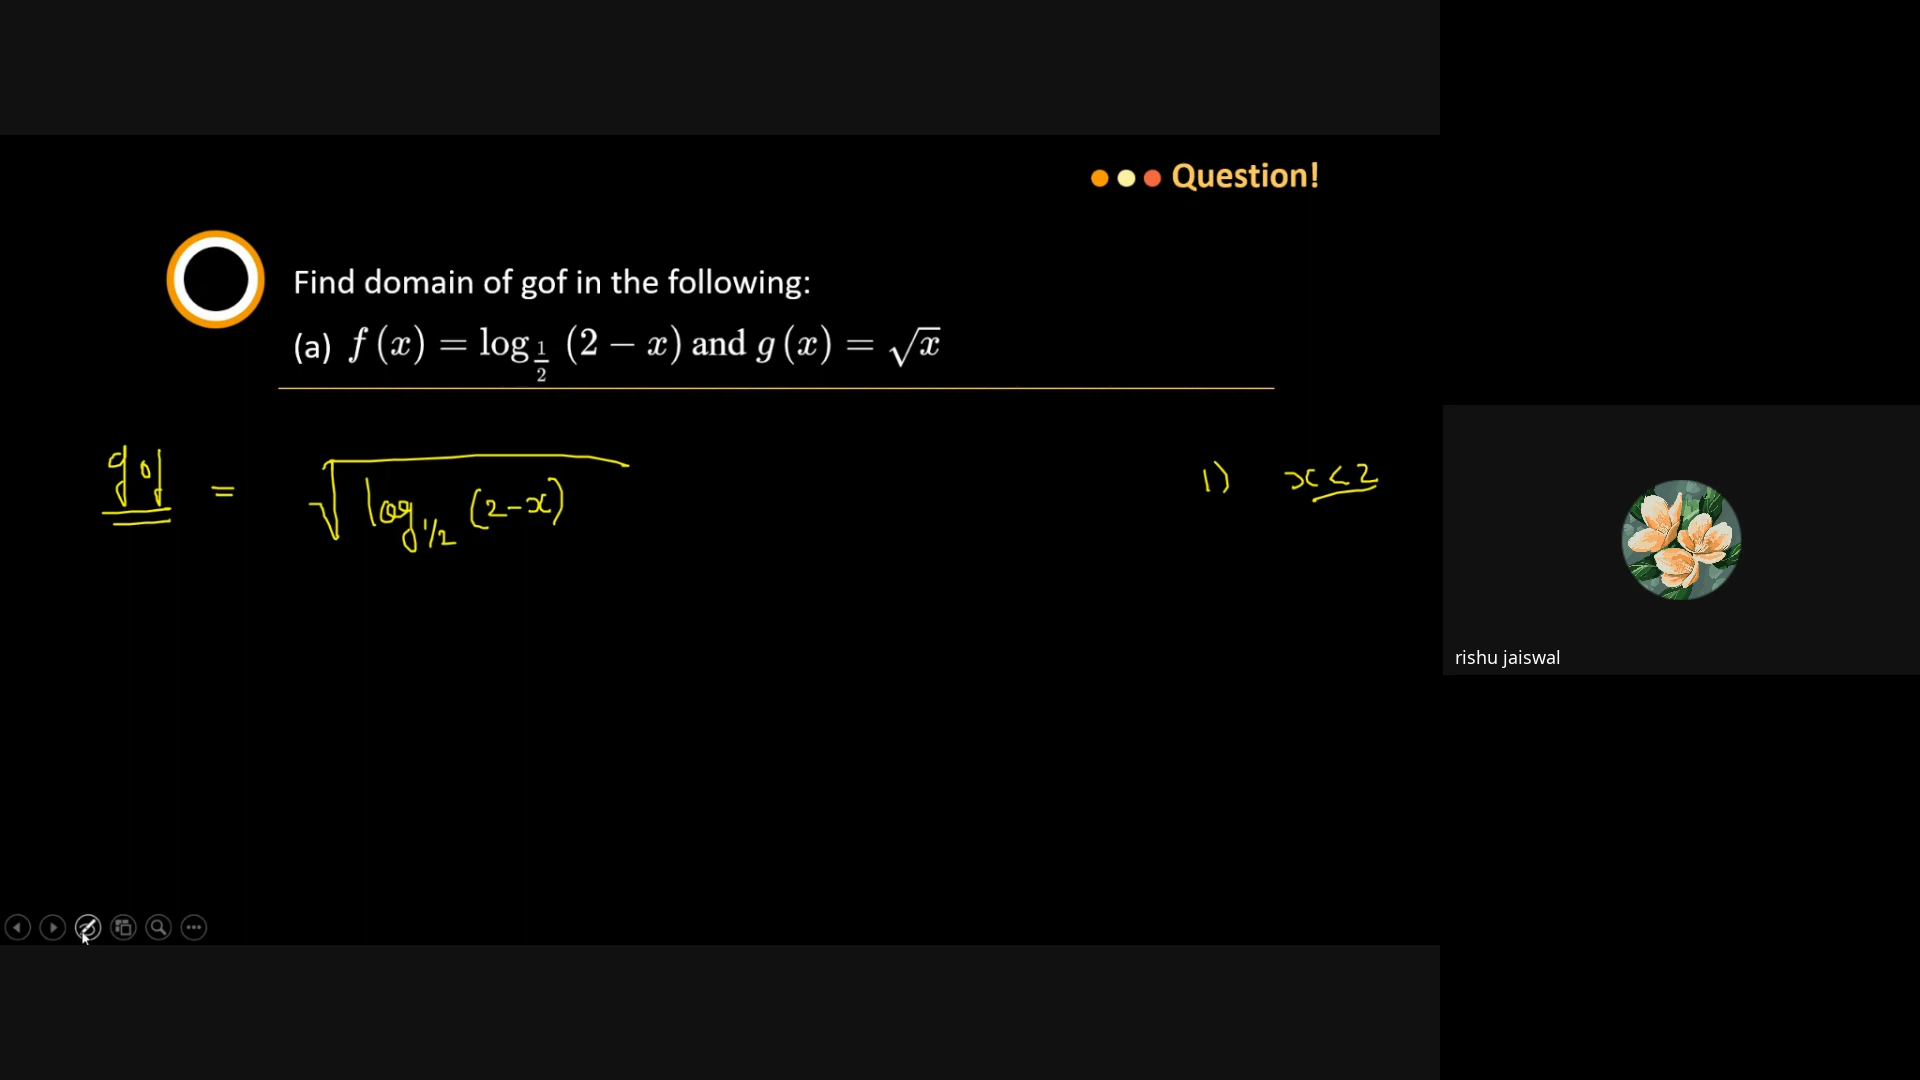 Question!
Find domain of gof in the following:
(a) f (x) = log_{\frac{1}{2}} (2 − x) and g (x) = √x
gof = √(log_{1/2} (2-x))
1) x < 2
rishu jaiswal